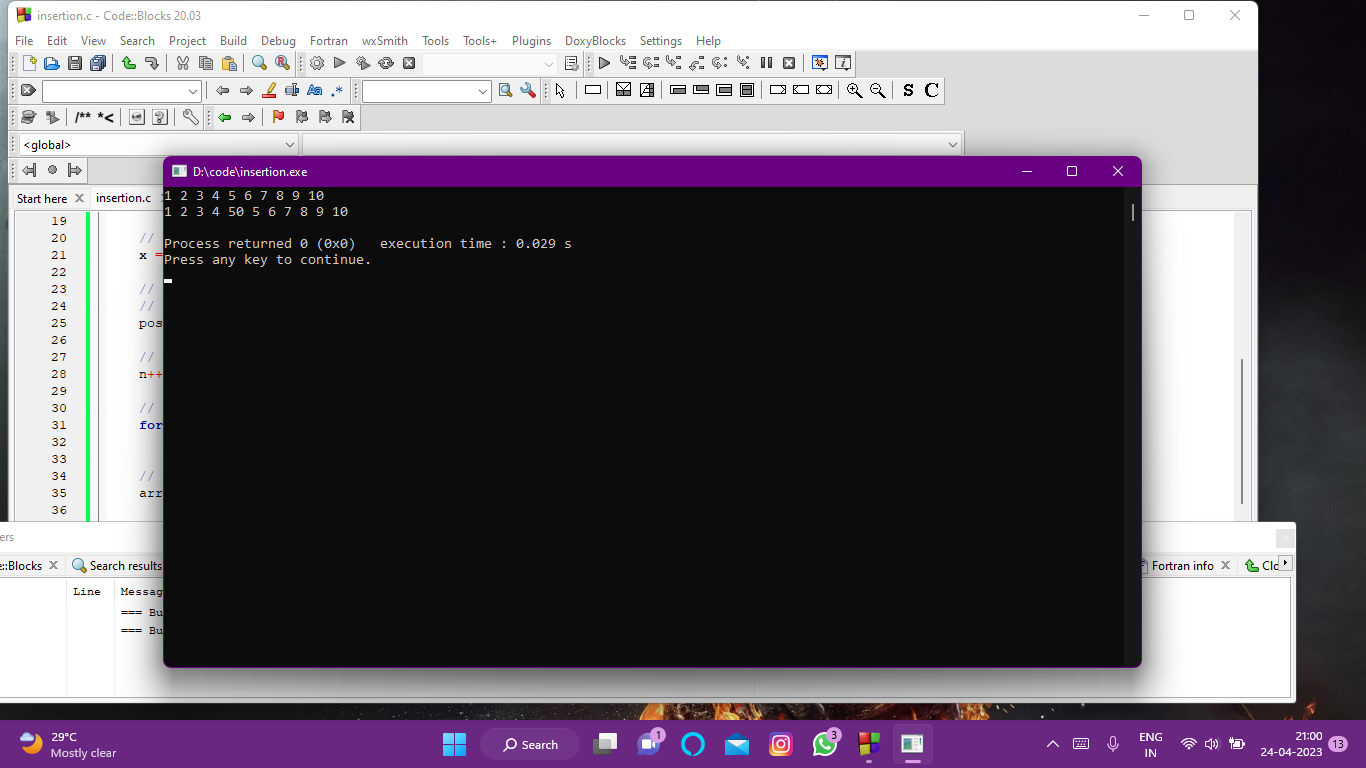 insertion.c - Code::Blocks 20.03
File Edit View Search Project Build Debug Fortran wxSmith Tools Tools+ Plugins DoxyBlocks Settings Help
/** *<
S C
<global>
D:\code\insertion.exe
1 2 3 4 5 6 7 8 9 10
1 2 3 4 50 5 6 7 8 9 10
Process returned 0 (0x0) execution time : 0.029 s
Press any key to continue.
Start here insertion.c
19
20 //
21 x =
22
23 //
24 //
25 pos
26
27 //
28 n++
29
30 //
31 for
32
33
34 //
35 arr
36
ers
e::Blocks Search results Fortran info Clo
Line Messag
=== Bu
=== Bu
29°C
Mostly clear
Search
1
3
ENG
IN
21:00
24-04-2023
13